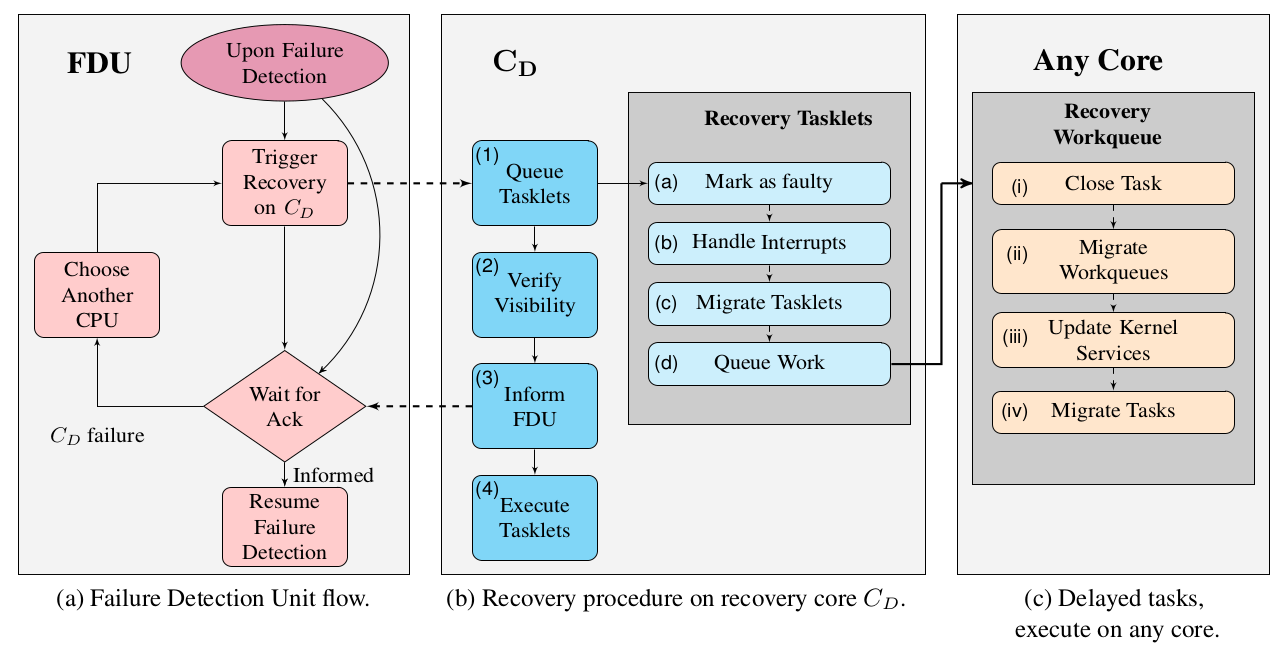 FDU
Upon Failure
Detection
Trigger
Recovery
on C_D
Choose
Another
CPU
Wait for
Ack
C_D failure
Informed
Resume
Failure
Detection
(a) Failure Detection Unit flow.
C_D
(1)
Queue
Tasklets
(2)
Verify
Visibility
(3)
Inform
FDU
(4)
Execute
Tasklets
Recovery Tasklets
(a) Mark as faulty
(b) Handle Interrupts
(c) Migrate Tasklets
(d) Queue Work
(b) Recovery procedure on recovery core C_D.
Any Core
Recovery
Workqueue
(i) Close Task
(ii) Migrate
Workqueues
(iii) Update Kernel
Services
(iv) Migrate Tasks
(c) Delayed tasks,
execute on any core.